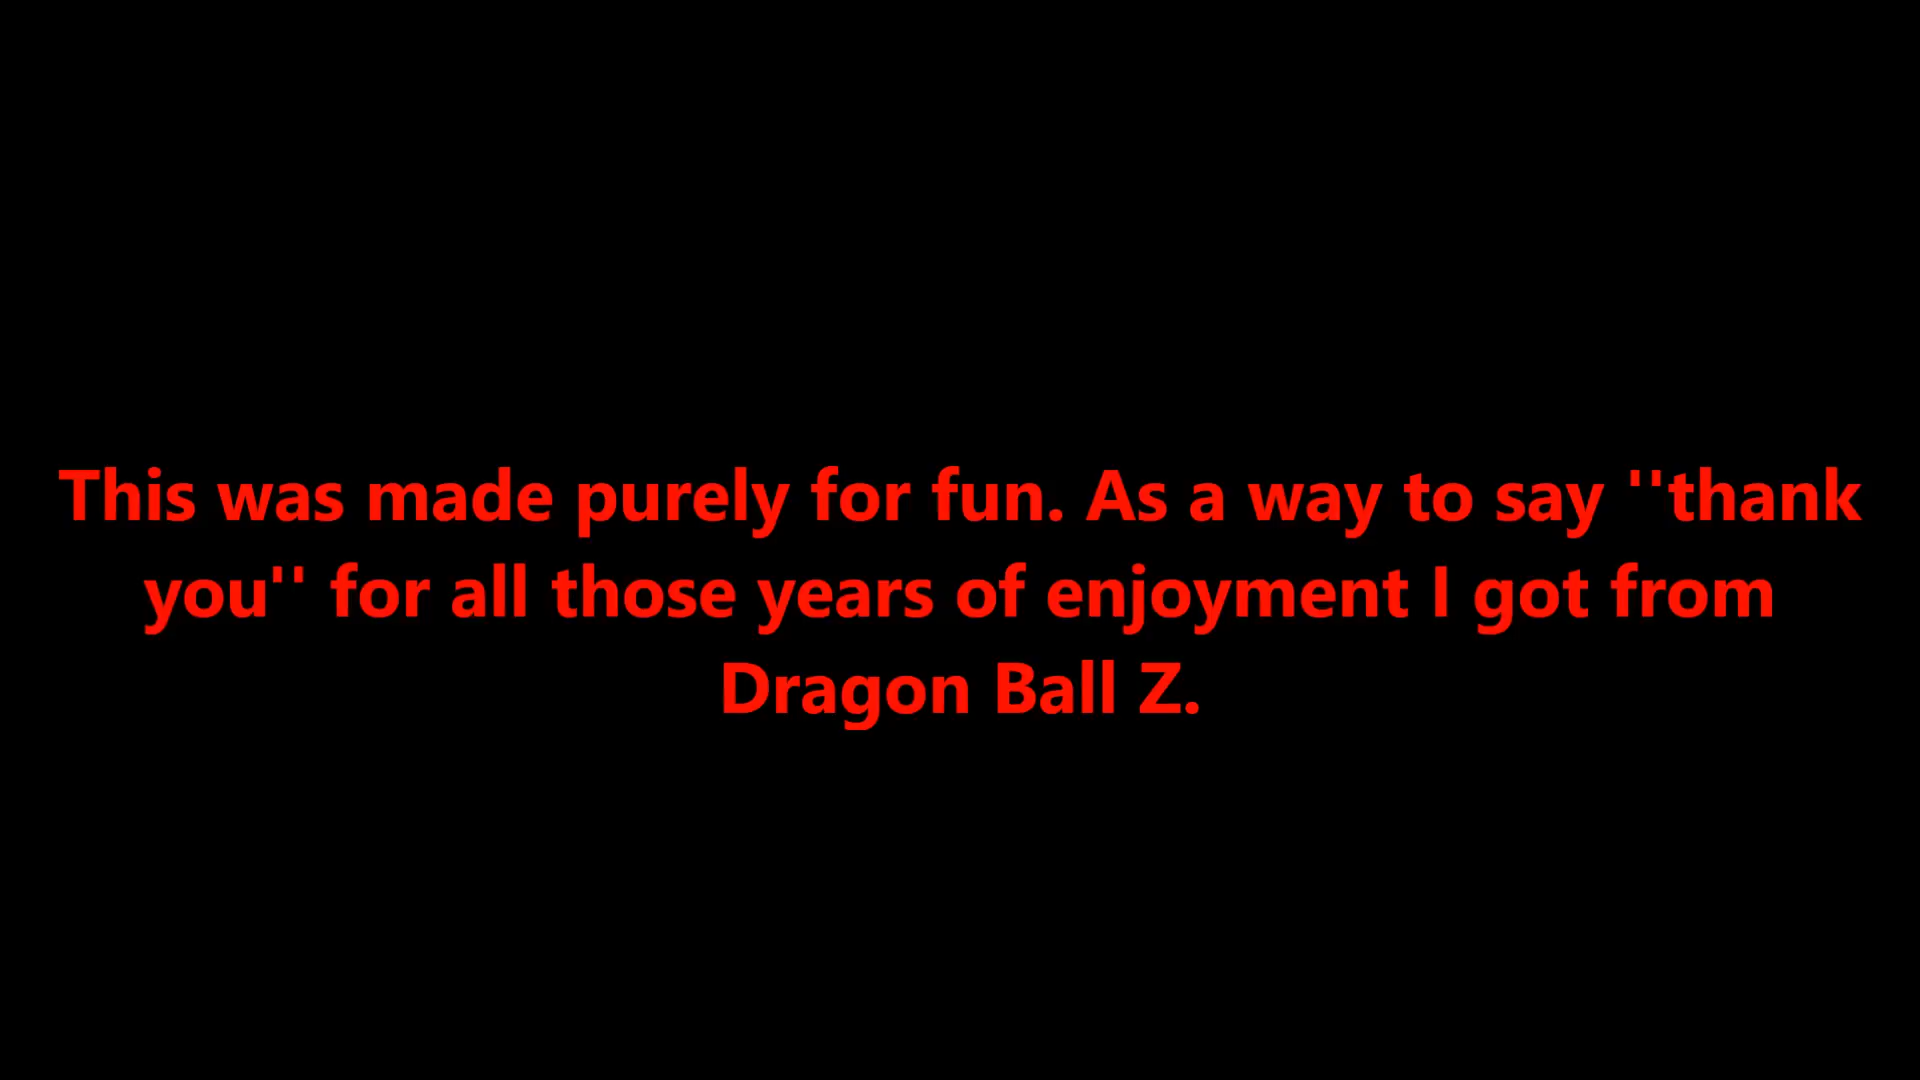 This was made purely for fun. As a way to say ''thank
you'' for all those years of enjoyment I got from
Dragon Ball Z.